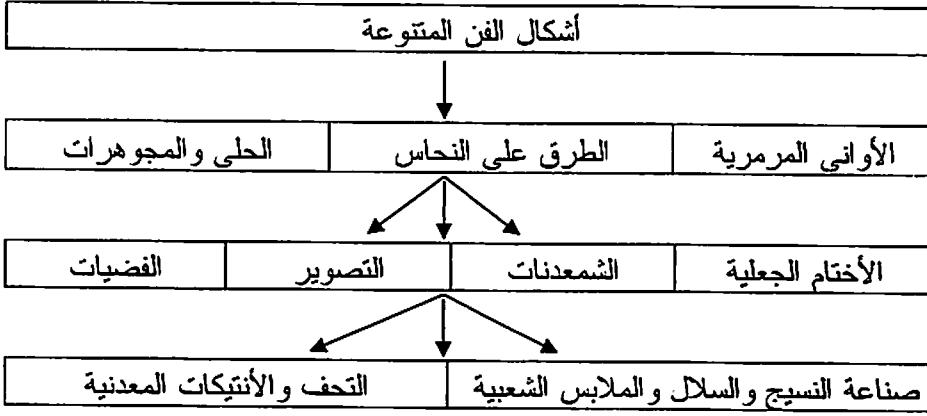 أشكال الفن المتنوعة
الأوانى المرمرية الطرق على النحاس الحلى والمجوهرات
الأختام الجعلية الشمعدنات التصوير الفضيات
صناعة النسيج والسلال والملابس الشعبية التحف والأنتيكات المعدنية